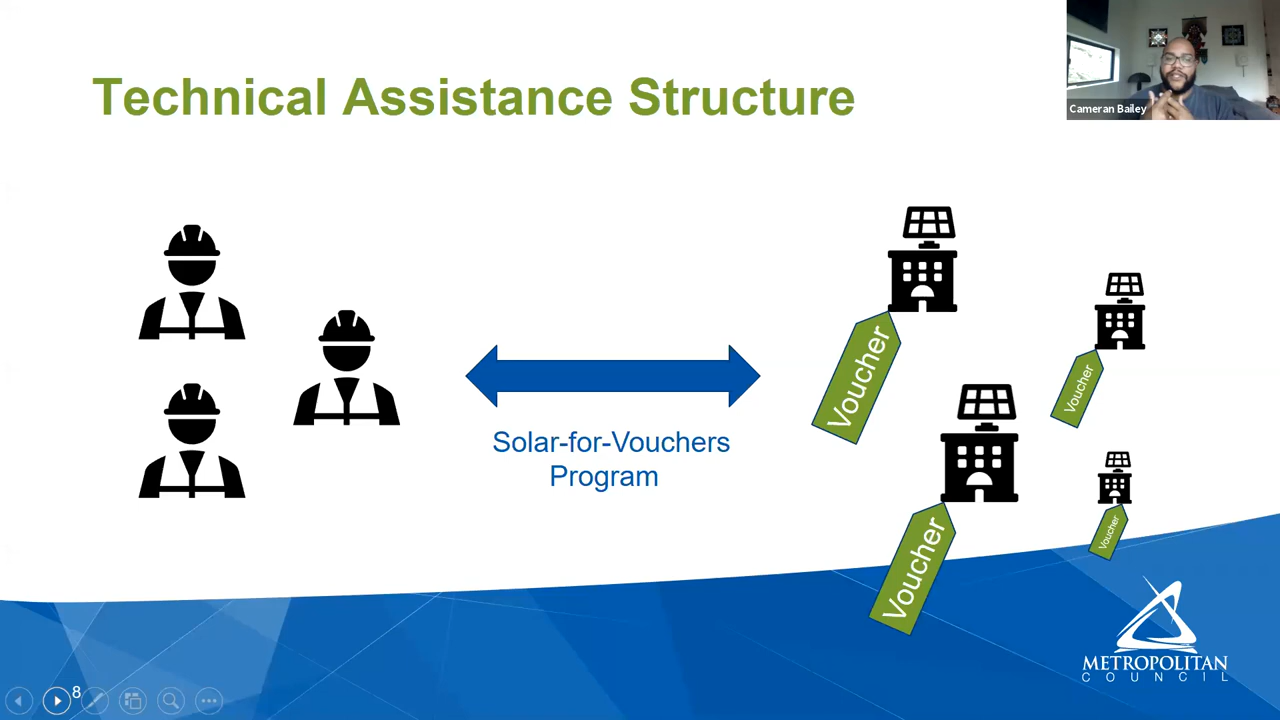 Technical Assistance Structure
Cameran Bailey
Voucher
Voucher
Solar-for-Vouchers
Program
Voucher
Voucher
METROPOLITAN
COUNCIL
8